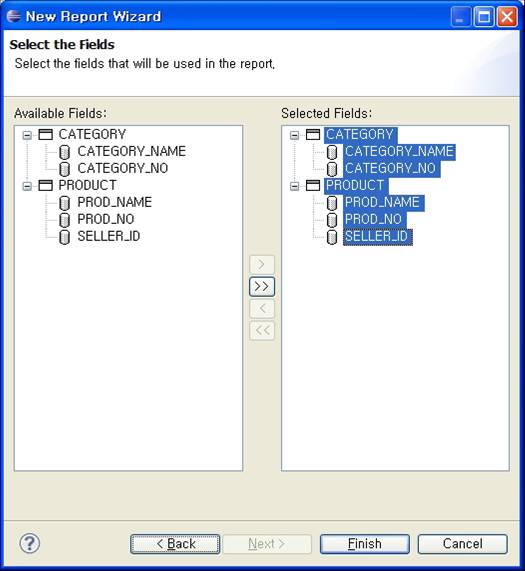 New Report Wizard
Select the Fields
Select the fields that will be used in the report.
Available Fields:
CATEGORY
CATEGORY_NAME
CATEGORY_NO
PRODUCT
PROD_NAME
PROD_NO
SELLER_ID
>
>>
<
<<
Selected Fields:
CATEGORY
CATEGORY_NAME
CATEGORY_NO
PRODUCT
PROD_NAME
PROD_NO
SELLER_ID
?
< Back
Next >
Finish
Cancel